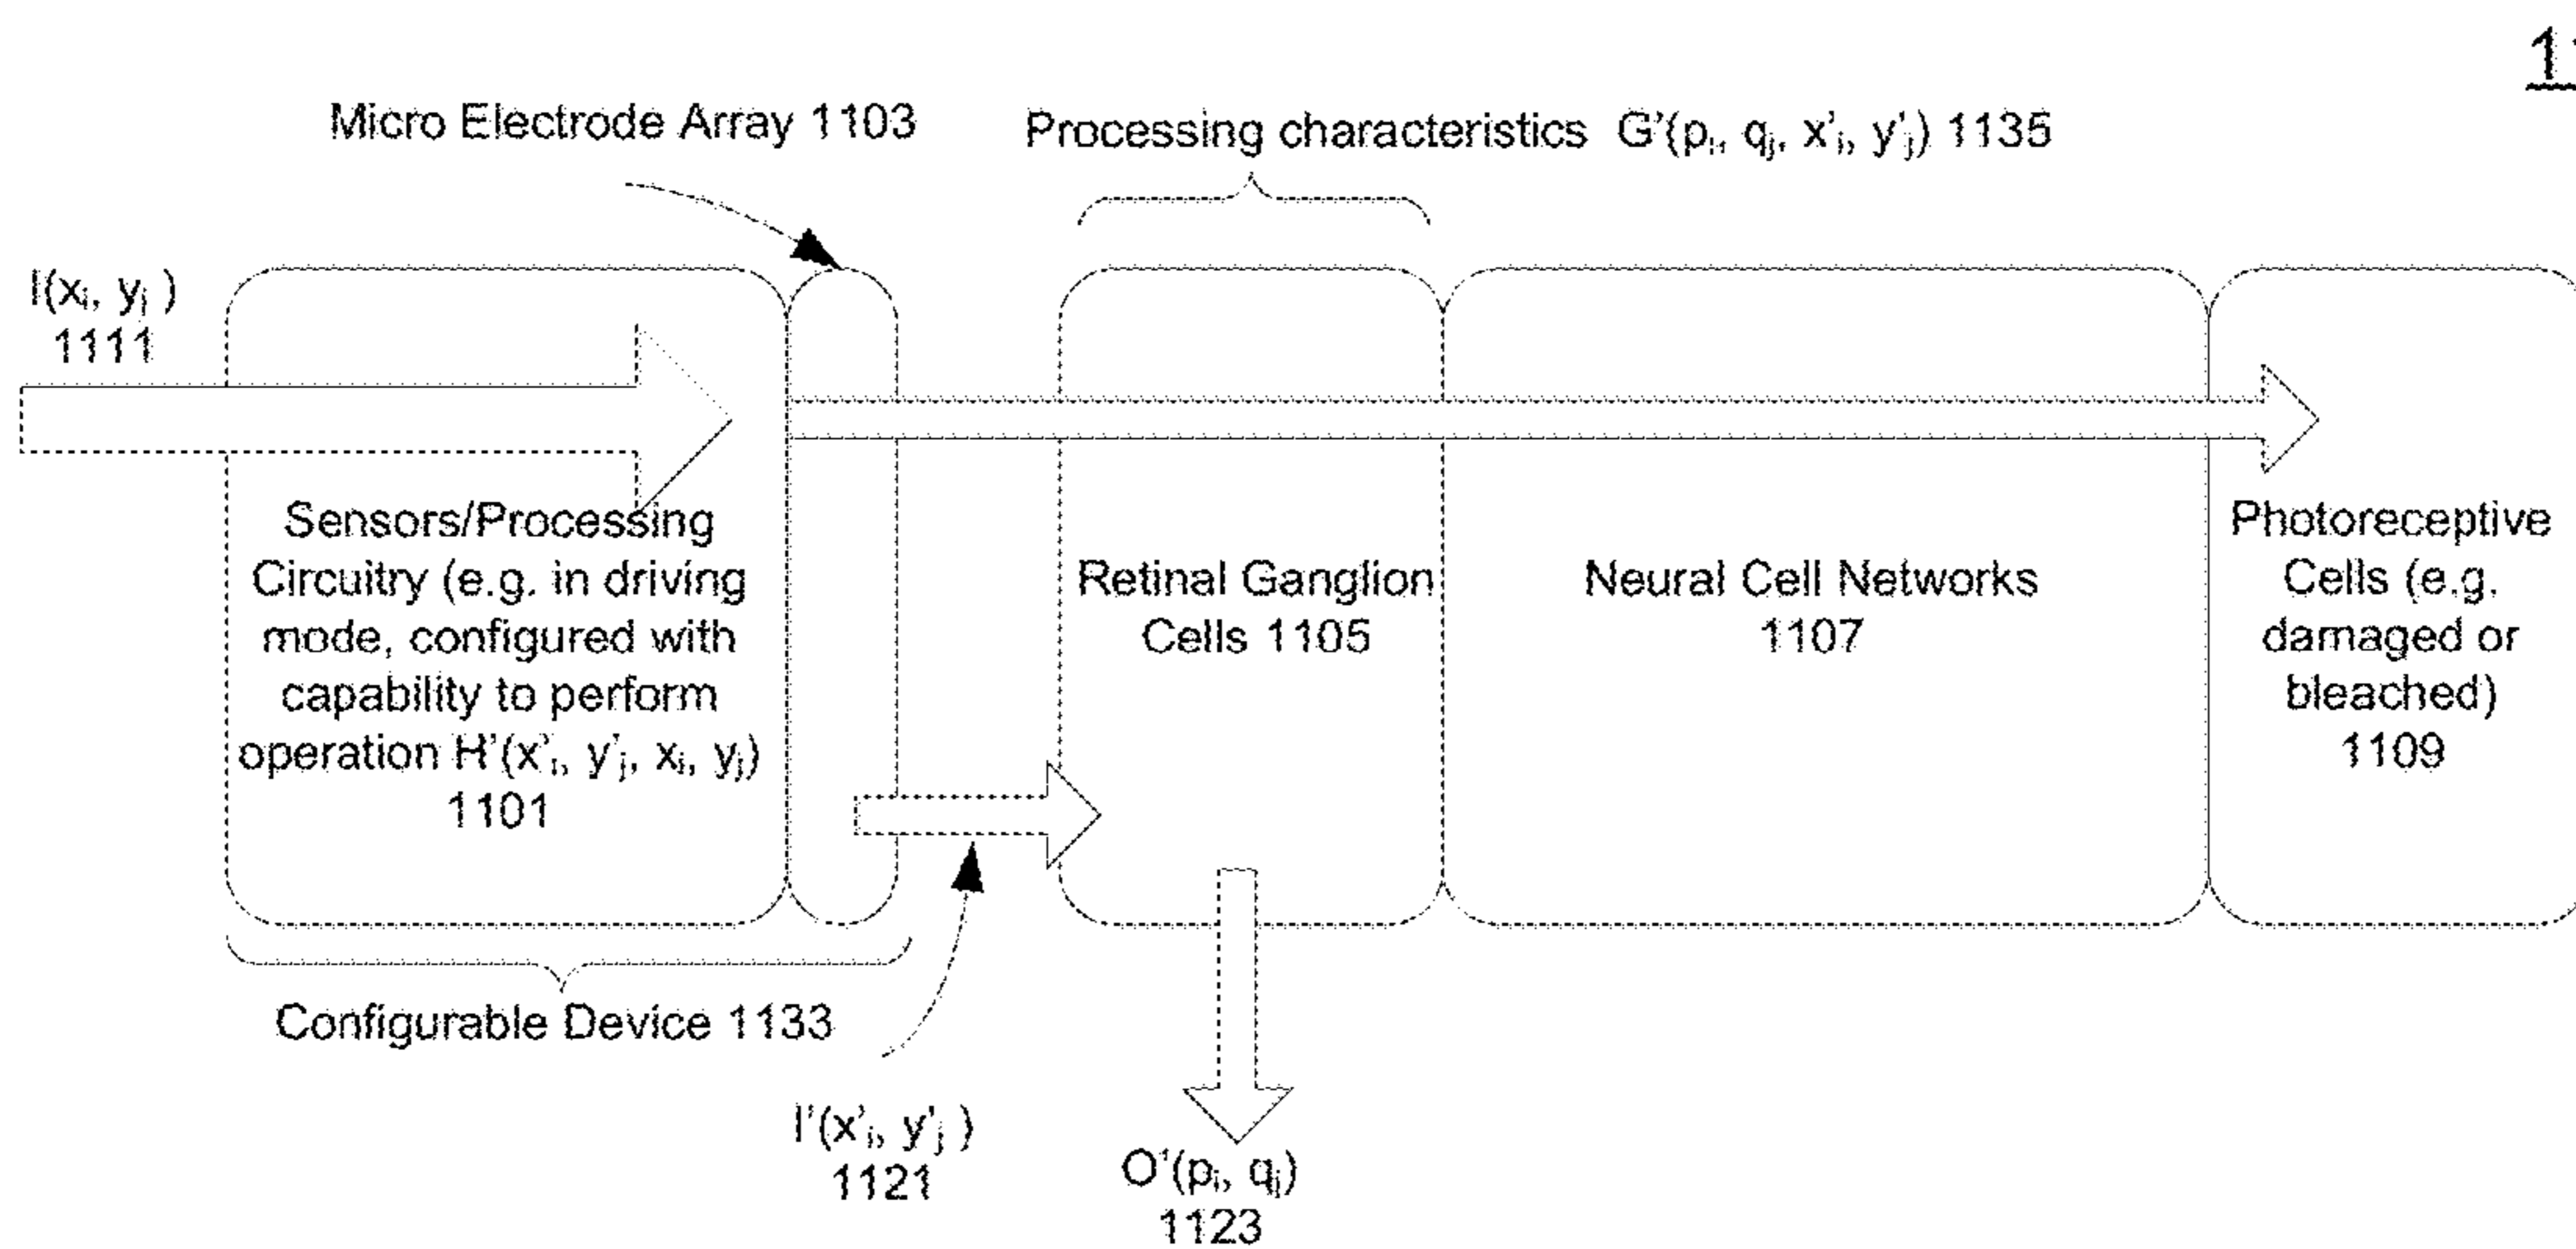 11
Micro Electrode Array 1103
Processing characteristics G'(pᵢ, qⱼ, x'ᵢ, y'ⱼ) 1135
I(xᵢ, yⱼ )
1111
Sensors/Processing
Circuitry (e.g. in driving
mode, configured with
capability to perform
operation H'(x'ᵢ, y'ⱼ, xᵢ, yⱼ)
1101
Retinal Ganglion
Cells 1105
Neural Cell Networks
1107
Photoreceptive
Cells (e.g.
damaged or
bleached)
1109
Configurable Device 1133
I'(x'ᵢ, y'ⱼ )
1121
O'(pᵢ, qⱼ)
1123